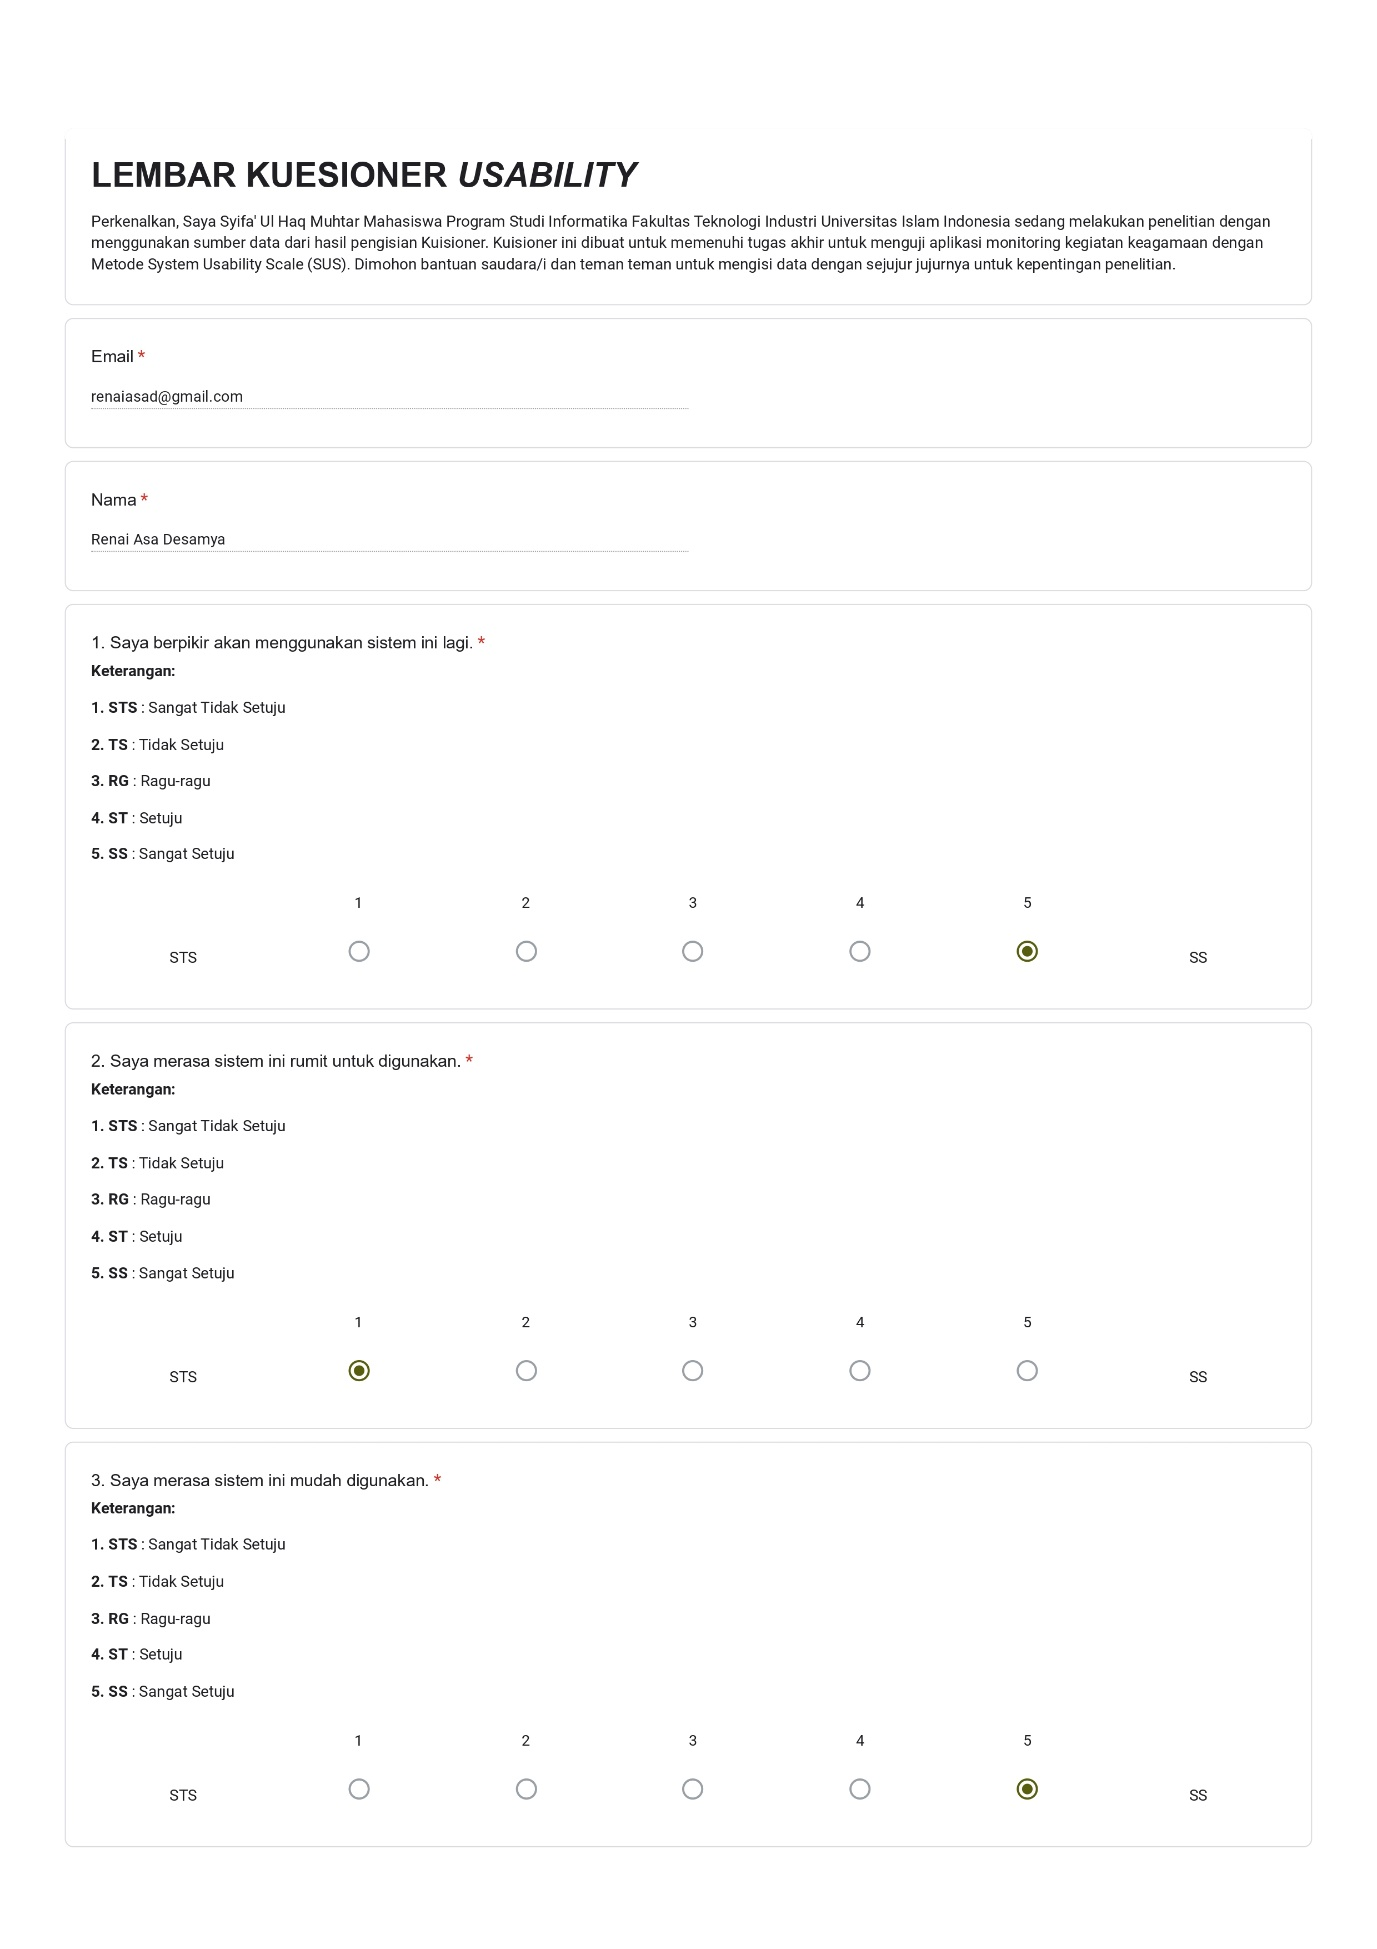 LEMBAR KUESIONER USABILITY
Perkenalkan, Saya Syifa' Ul Haq Muhtar Mahasiswa Program Studi Informatika Fakultas Teknologi Industri Universitas Islam Indonesia sedang melakukan penelitian dengan
menggunakan sumber data dari hasil pengisian Kuisioner. Kuisioner ini dibuat untuk memenuhi tugas akhir untuk menguji aplikasi monitoring kegiatan keagamaan dengan
Metode System Usability Scale (SUS). Dimohon bantuan saudara/i dan teman teman untuk mengisi data dengan sejujur jujurnya untuk kepentingan penelitian.
Email *
renaiasad@gmail.com
Nama *
Renai Asa Desamya
1. Saya berpikir akan menggunakan sistem ini lagi. *
Keterangan:
1. STS : Sangat Tidak Setuju
2. TS : Tidak Setuju
3. RG : Ragu-ragu
4. ST : Setuju
5. SS : Sangat Setuju
1 2 3 4 5
STS SS
2. Saya merasa sistem ini rumit untuk digunakan. *
Keterangan:
1. STS : Sangat Tidak Setuju
2. TS : Tidak Setuju
3. RG : Ragu-ragu
4. ST : Setuju
5. SS : Sangat Setuju
1 2 3 4 5
STS SS
3. Saya merasa sistem ini mudah digunakan. *
Keterangan:
1. STS : Sangat Tidak Setuju
2. TS : Tidak Setuju
3. RG : Ragu-ragu
4. ST : Setuju
5. SS : Sangat Setuju
1 2 3 4 5
STS SS